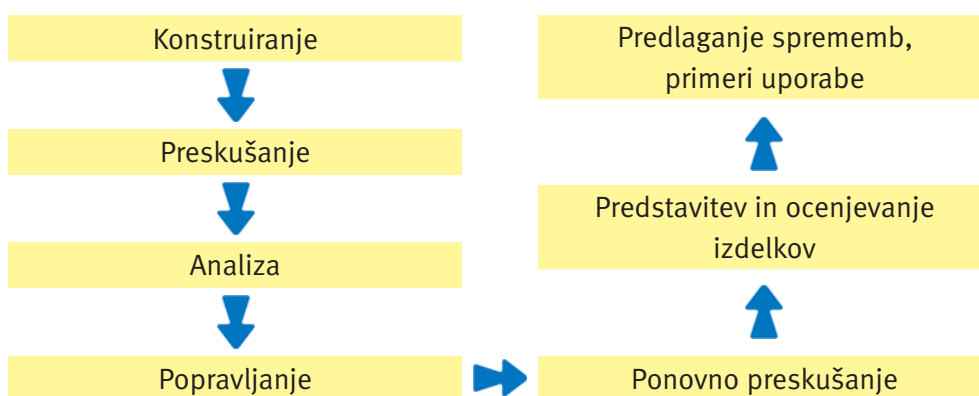 Konstruiranje
Preskušanje
Analiza
Popravljanje
Ponovno preskušanje
Predstavitev in ocenjevanje
izdelkov
Predlaganje sprememb,
primeri uporabe